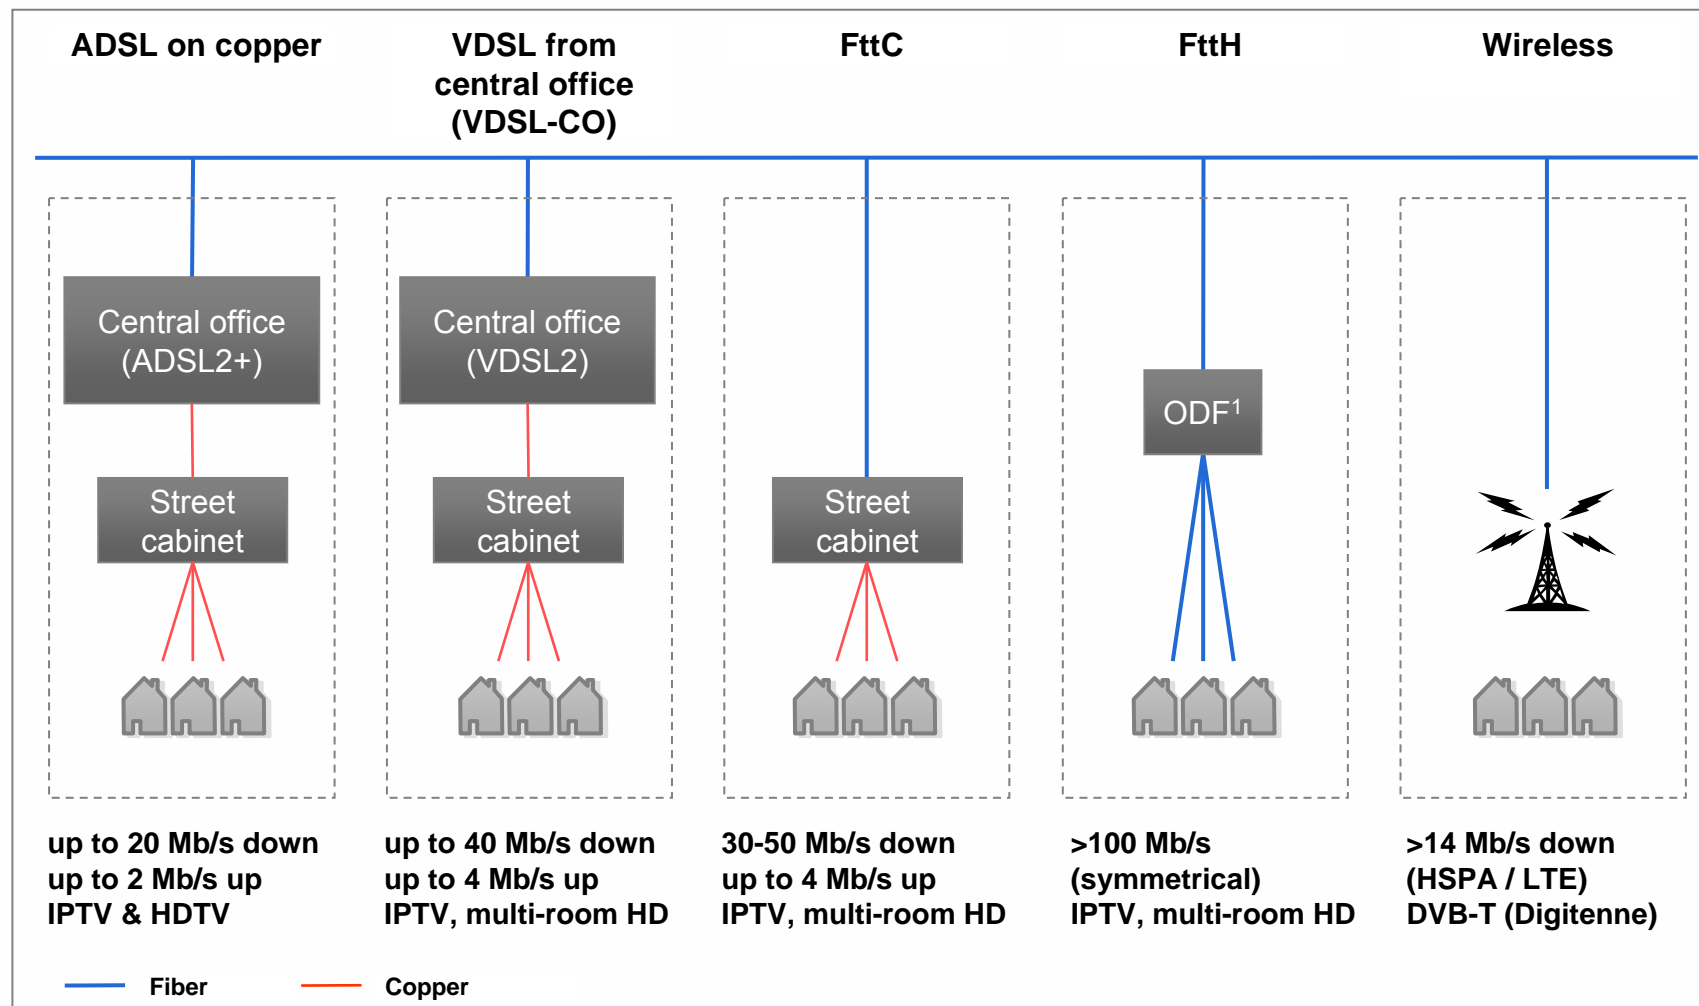 ADSL on copper
VDSL from
central office
(VDSL-CO)
FttC
FttH
Wireless
Central office
(ADSL2+)
Central office
(VDSL2)
ODF¹
Street
cabinet
Street
cabinet
Street
cabinet
up to 20 Mb/s down
up to 2 Mb/s up
IPTV & HDTV
up to 40 Mb/s down
up to 4 Mb/s up
IPTV, multi-room HD
30-50 Mb/s down
up to 4 Mb/s up
IPTV, multi-room HD
>100 Mb/s
(symmetrical)
IPTV, multi-room HD
>14 Mb/s down
(HSPA / LTE)
DVB-T (Digitenne)
Fiber
Copper